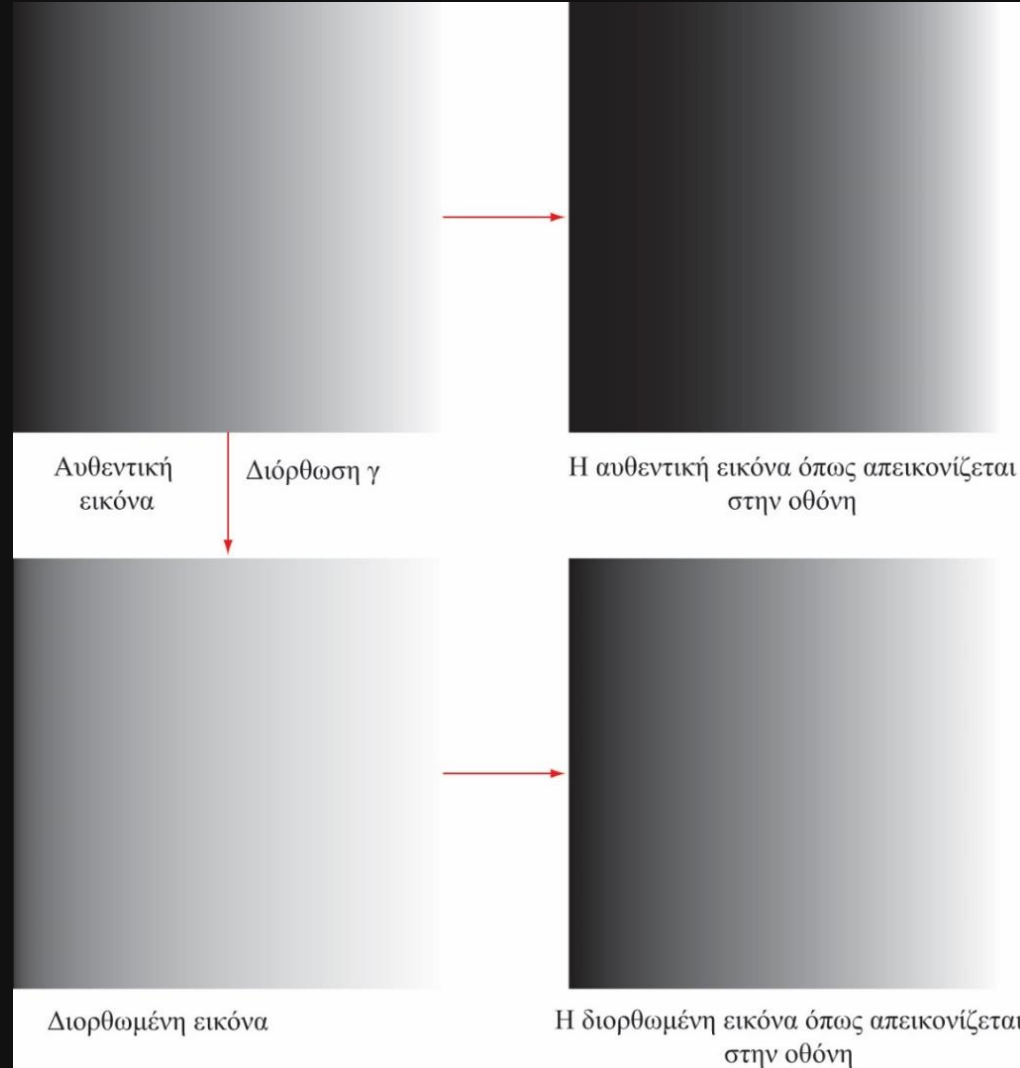 Αυθεντική
εικόνα
Διόρθωση γ
Η αυθεντική εικόνα όπως απεικονίζεται
στην οθόνη
Διορθωμένη εικόνα
Η διορθωμένη εικόνα όπως απεικονίζεται
στην οθόνη